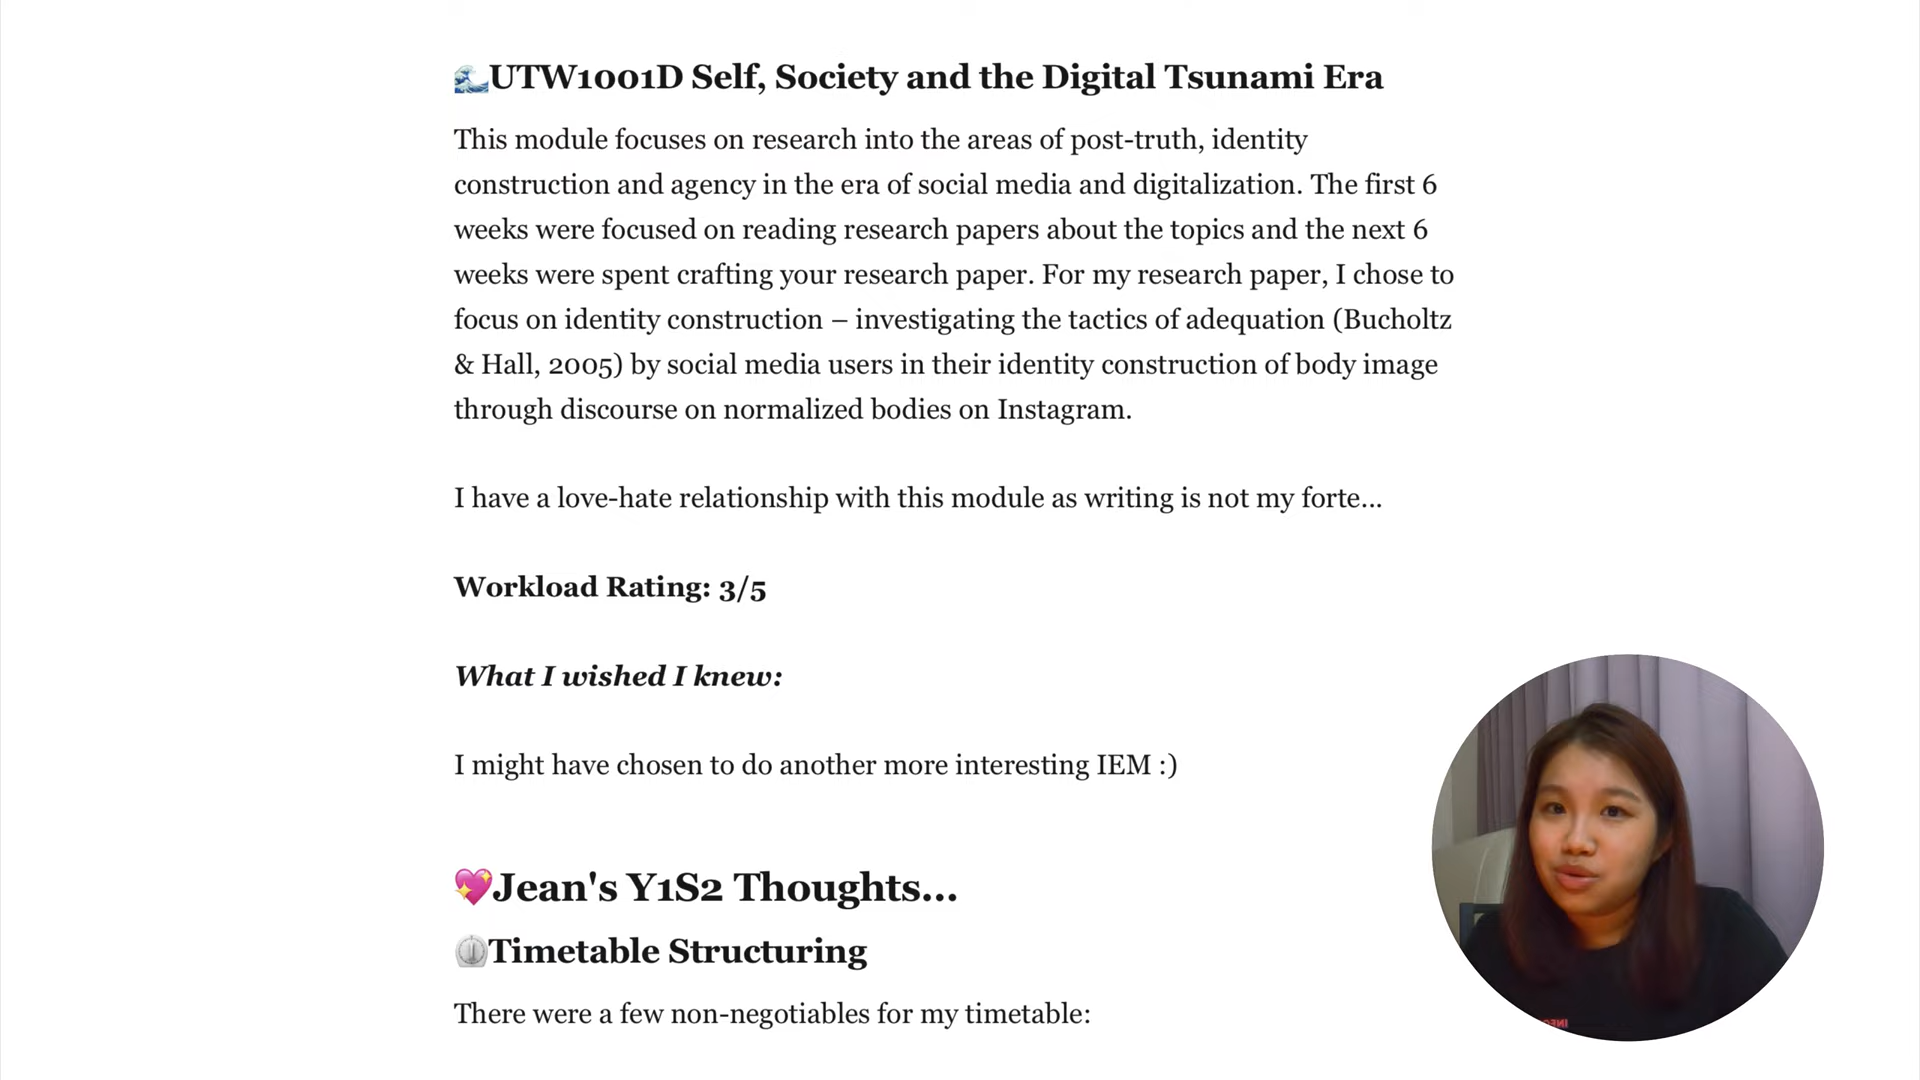 🌊UTW1001D Self, Society and the Digital Tsunami Era
This module focuses on research into the areas of post-truth, identity
construction and agency in the era of social media and digitalization. The first 6
weeks were focused on reading research papers about the topics and the next 6
weeks were spent crafting your research paper. For my research paper, I chose to
focus on identity construction – investigating the tactics of adequation (Bucholtz
& Hall, 2005) by social media users in their identity construction of body image
through discourse on normalized bodies on Instagram.
I have a love-hate relationship with this module as writing is not my forte...
Workload Rating: 3/5
What I wished I knew:
I might have chosen to do another more interesting IEM :)
💖Jean's Y1S2 Thoughts...
Timetable Structuring
There were a few non-negotiables for my timetable: